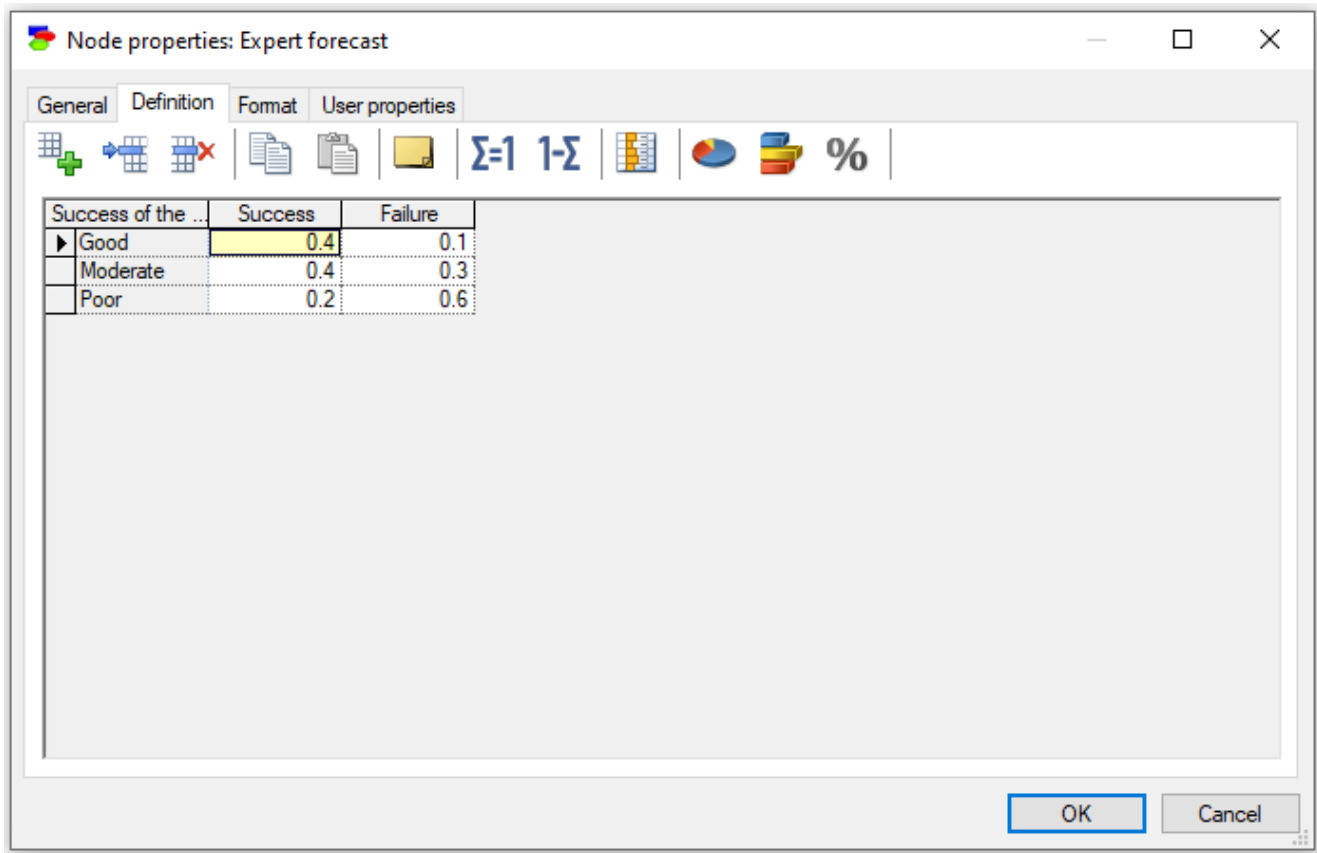 Node properties: Expert forecast
General Definition Format User properties
Σ=1 1-Σ %
Success of the ... Success Failure
Good 0.4 0.1
Moderate 0.4 0.3
Poor 0.2 0.6
OK Cancel